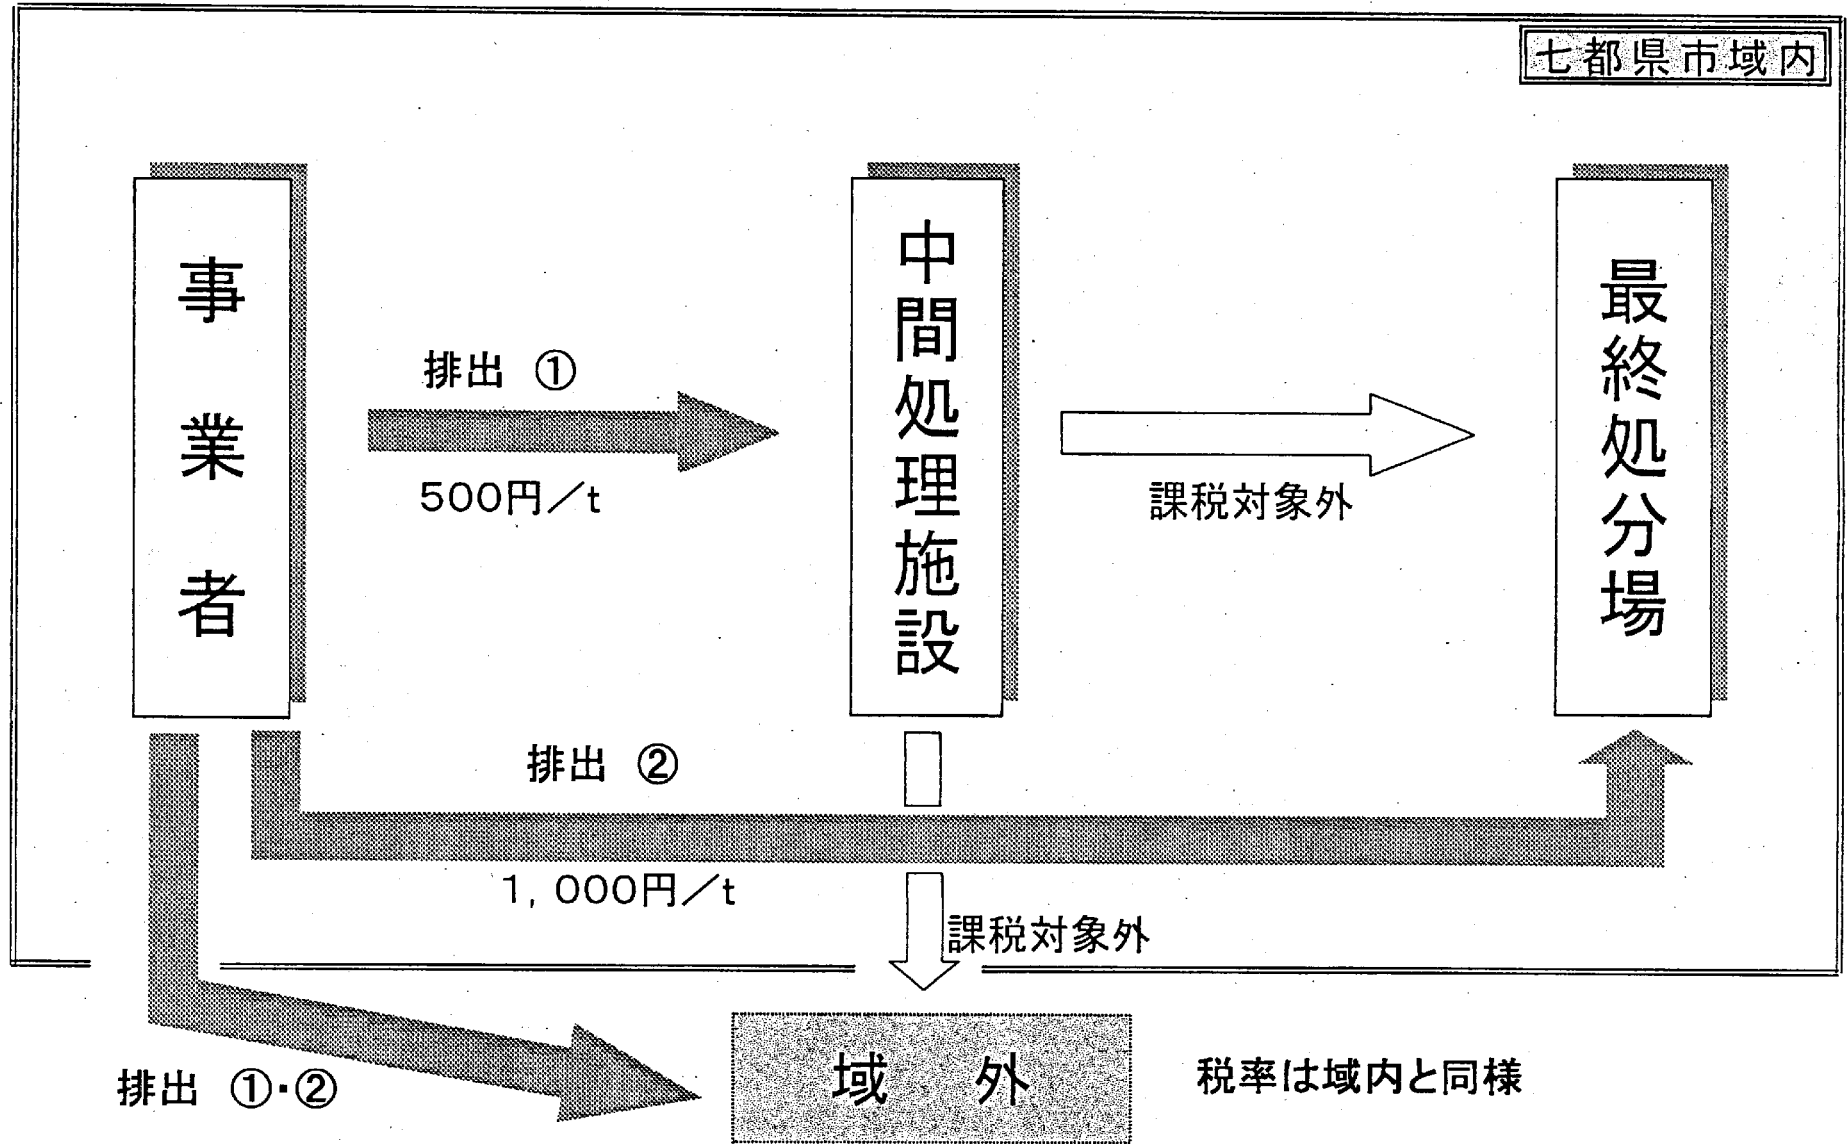 七都県市域内
事業者
中間処理施設
最終処分場
排出 ①
500円／t
課税対象外
排出 ②
1,000円／t
課税対象外
排出 ①・②
域 外
税率は域内と同様